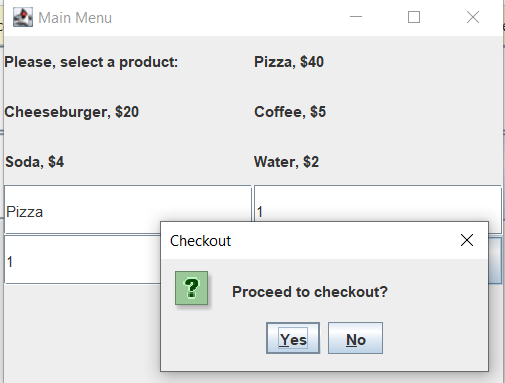 Main Menu
Please, select a product:
Pizza, $40
Cheeseburger, $20
Coffee, $5
Soda, $4
Water, $2
Pizza
1
1
Checkout
Proceed to checkout?
Yes
No